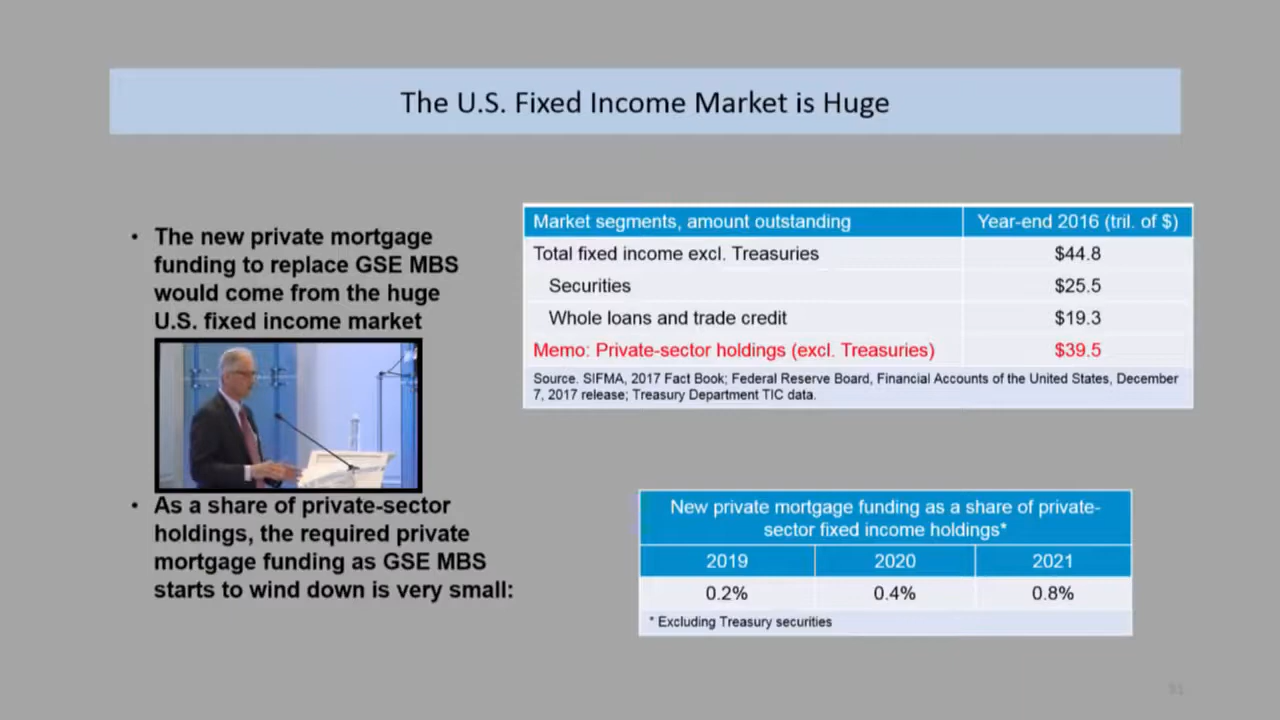 The U.S. Fixed Income Market is Huge
• The new private mortgage
funding to replace GSE MBS
would come from the huge
U.S. fixed income market
Market segments, amount outstanding Year-end 2016 (tril. of $)
Total fixed income excl. Treasuries $44.8
Securities $25.5
Whole loans and trade credit $19.3
Memo: Private-sector holdings (excl. Treasuries) $39.5
Source. SIFMA, 2017 Fact Book; Federal Reserve Board, Financial Accounts of the United States, December
7, 2017 release; Treasury Department TIC data.
• As a share of private-sector
holdings, the required private
mortgage funding as GSE MBS
starts to wind down is very small:
New private mortgage funding as a share of private-
sector fixed income holdings*
2019 2020 2021
0.2% 0.4% 0.8%
* Excluding Treasury securities